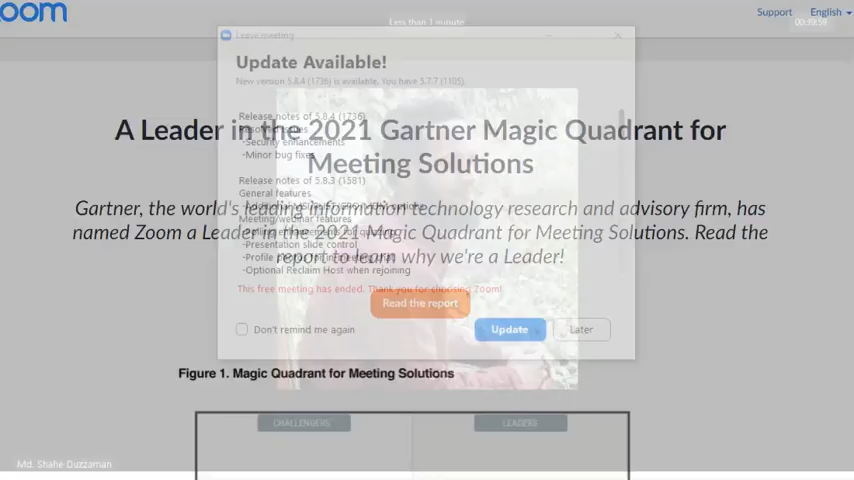 zoom
Less than 1 minute
Support
English
00:39:59
Leave meeting
Update Available!
New version 5.8.4 (1736) is available. You have 5.7.7 (1105).
Release notes of 5.8.4 (1736)
Resolved Issues
-Security enhancements
-Minor bug fixes
A Leader in the 2021 Gartner Magic Quadrant for
Meeting Solutions
Release notes of 5.8.3 (1581)
General features
Gartner, the world's leading information technology research and advisory firm, has
named Zoom a Leader in the 2021 Magic Quadrant for Meeting Solutions. Read the
report to learn why we're a Leader!
Meeting/webinar features
-Presentation slide control
-Optional Reclaim Host when rejoining
This free meeting has ended. Thank you for choosing Zoom!
Read the report
Don't remind me again
Update
Later
Figure 1. Magic Quadrant for Meeting Solutions
CHALLENGERS
LEADERS
Md. Shahe Duzzaman